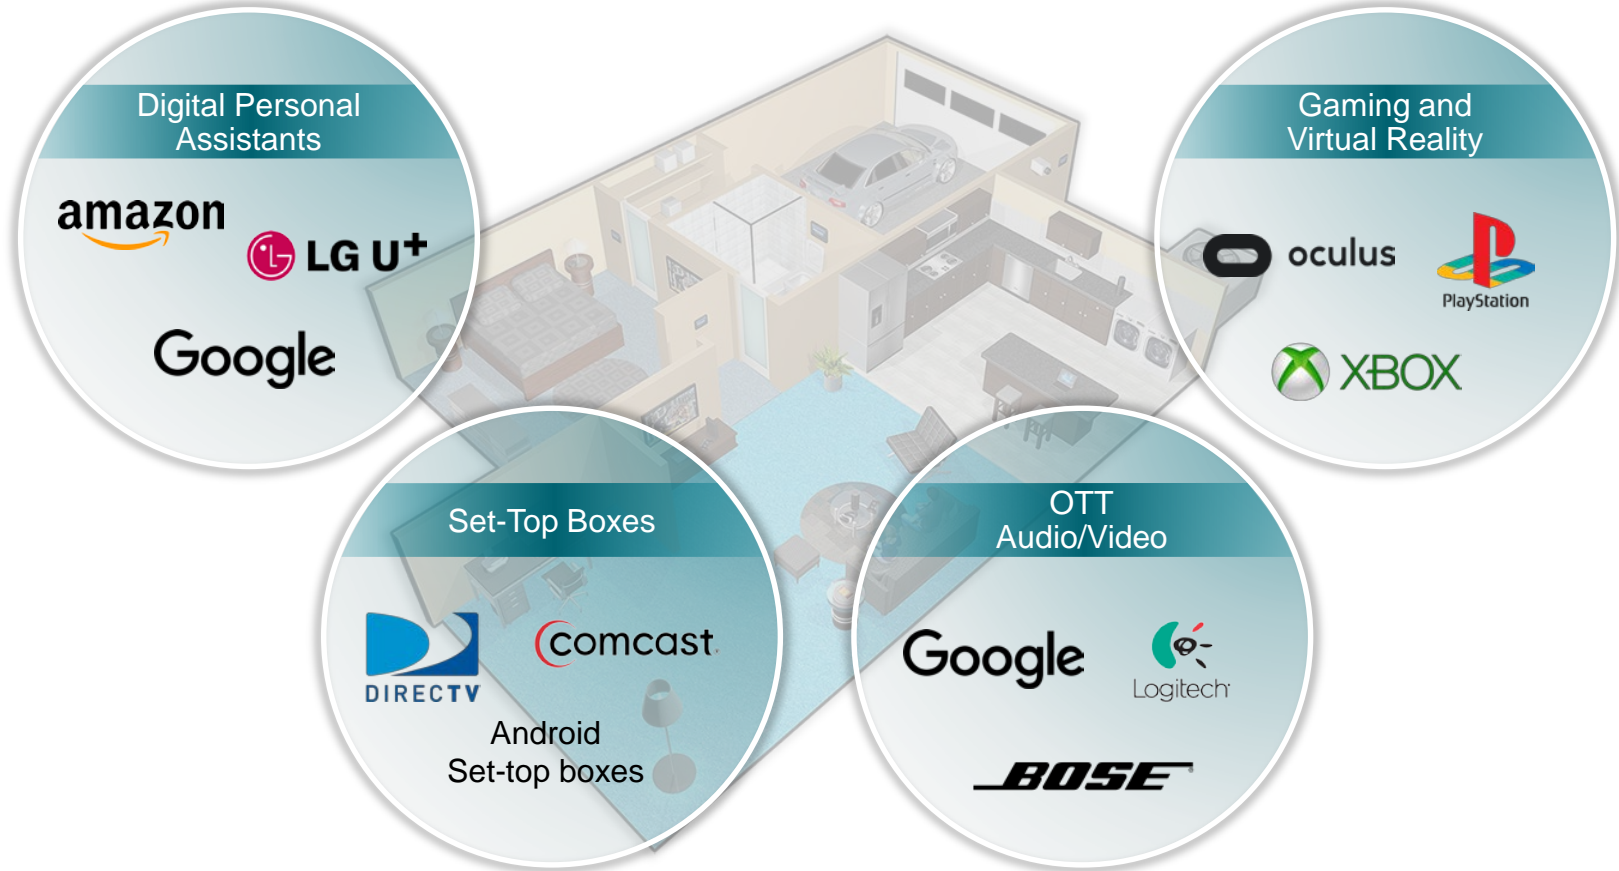 Digital Personal
Assistants
amazon
LG U+
Google
Gaming and
Virtual Reality
oculus
PlayStation
XBOX
Set-Top Boxes
DIRECTV
comcast.
Android
Set-top boxes
OTT
Audio/Video
Google
Logitech
BOSE